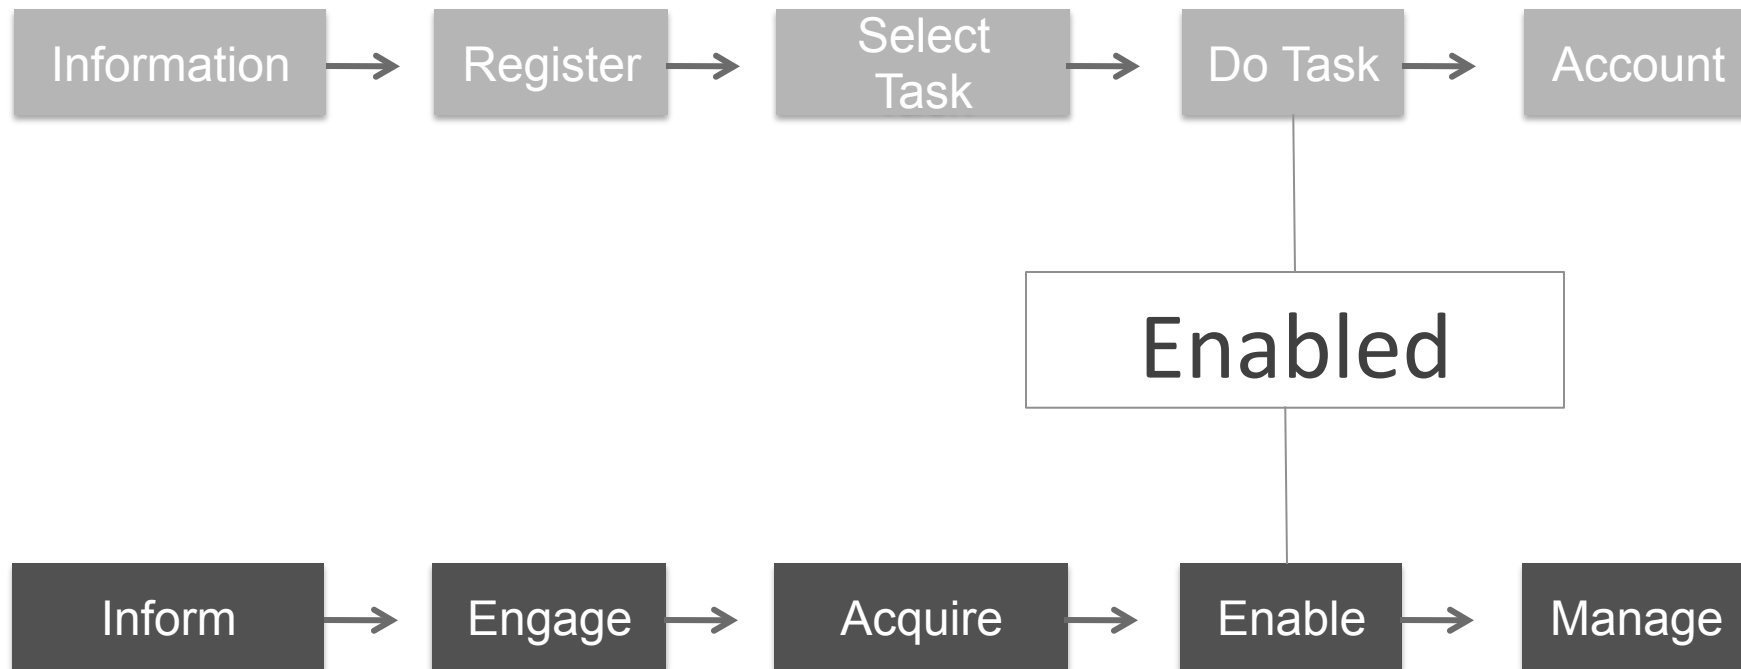 Information
Register
Select
Task
Do Task
Account
Enabled
Inform
Engage
Acquire
Enable
Manage